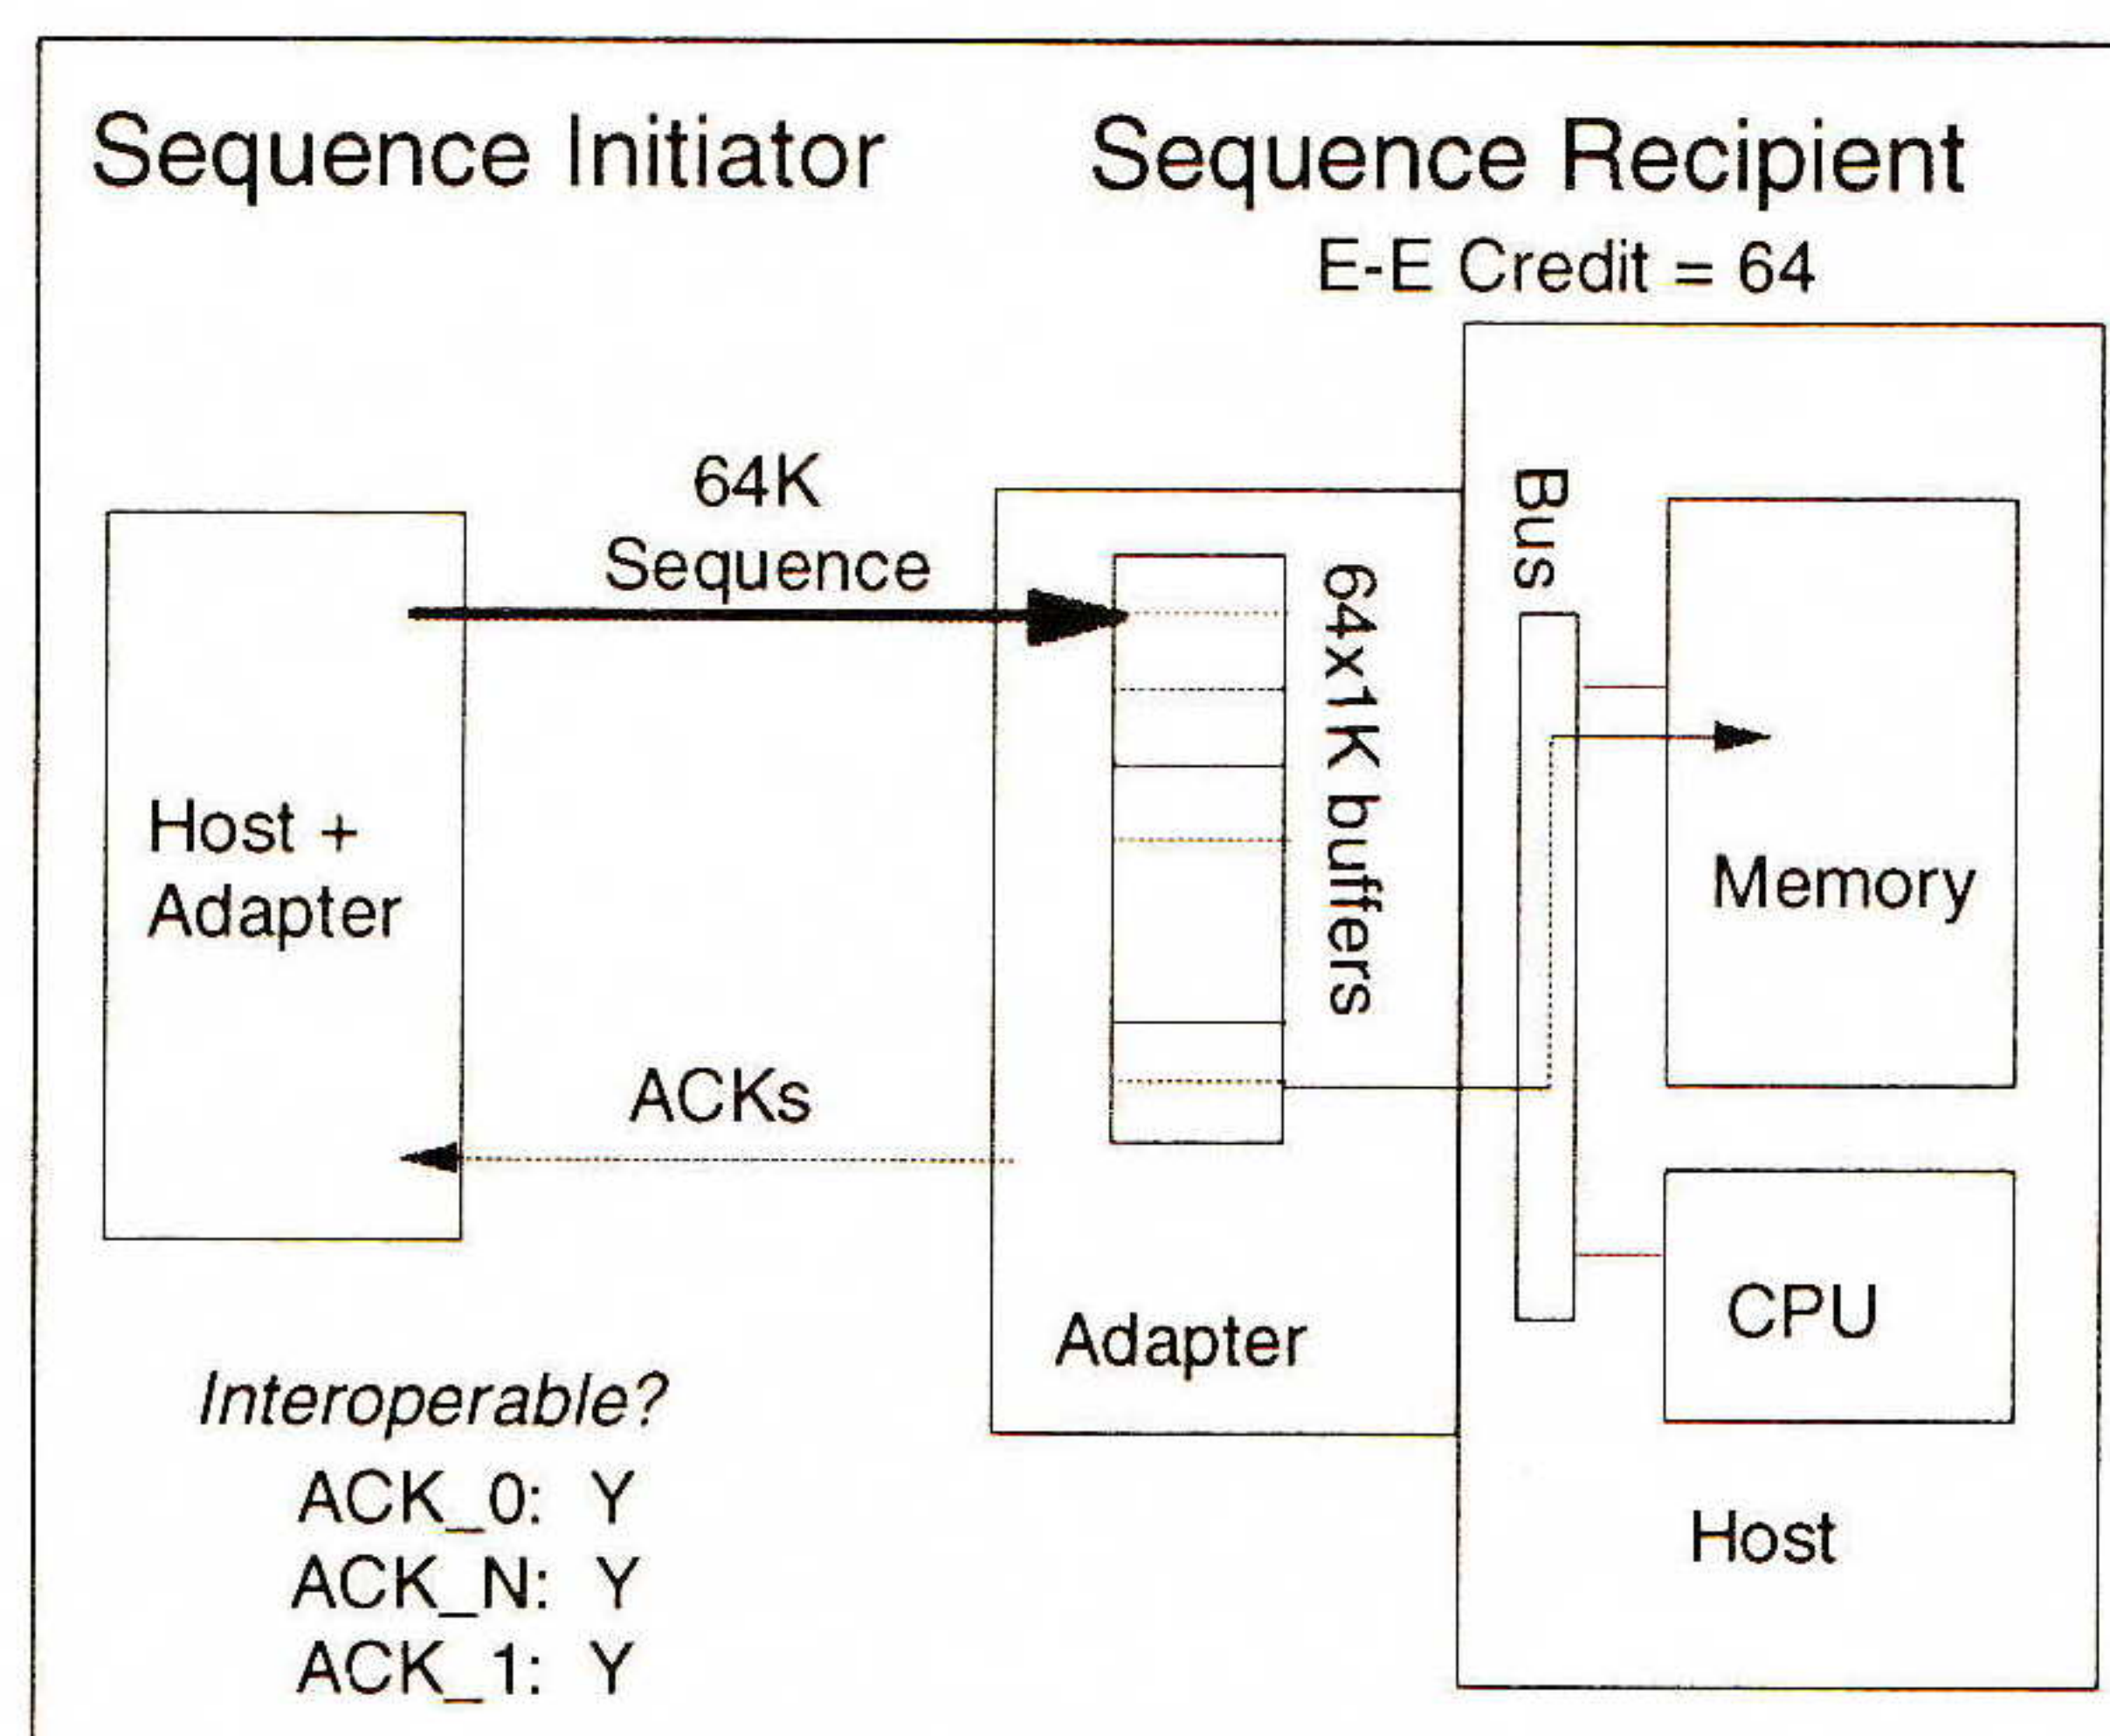 Sequence Initiator
Sequence Recipient
E-E Credit = 64
64K
Sequence
Bus
64x1K buffers
Host +
Adapter
Memory
ACKs
CPU
Adapter
Host
Interoperable?
ACK_0: Y
ACK_N: Y
ACK_1: Y